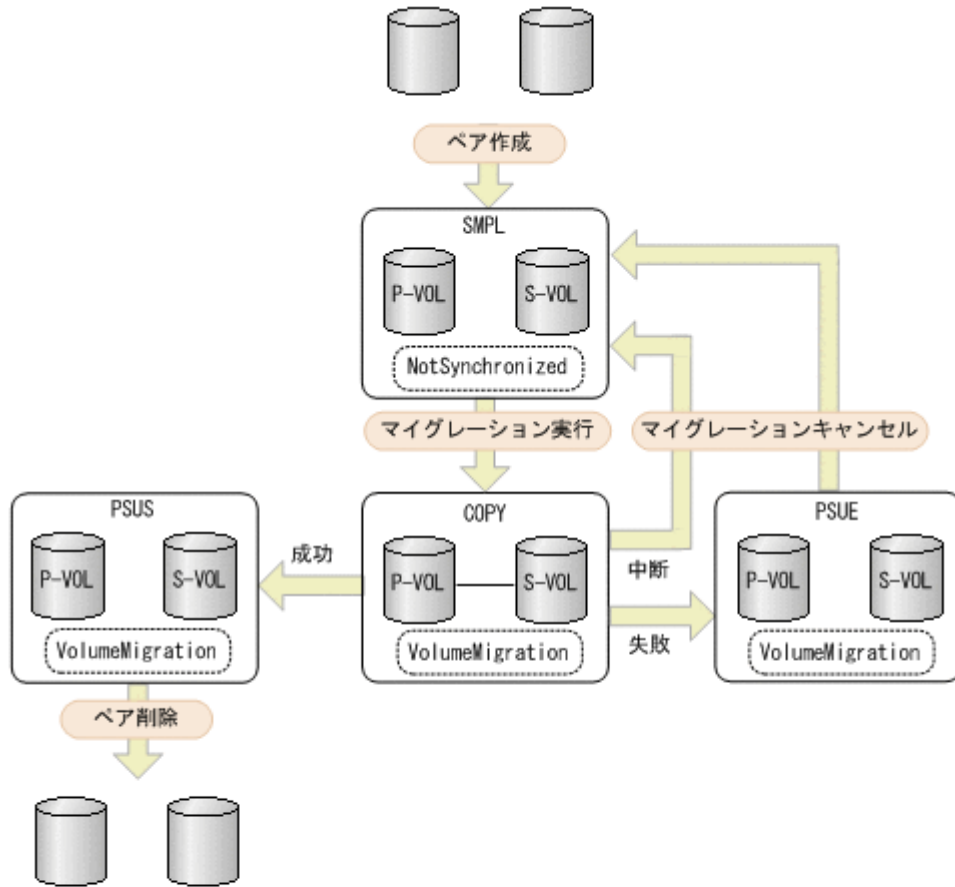 ペア作成
SMPL
P-VOL
S-VOL
NotSynchronized
マイグレーション実行
マイグレーションキャンセル
PSUS
P-VOL
S-VOL
VolumeMigration
成功
COPY
P-VOL
S-VOL
VolumeMigration
中断
失敗
PSUE
P-VOL
S-VOL
VolumeMigration
ペア削除